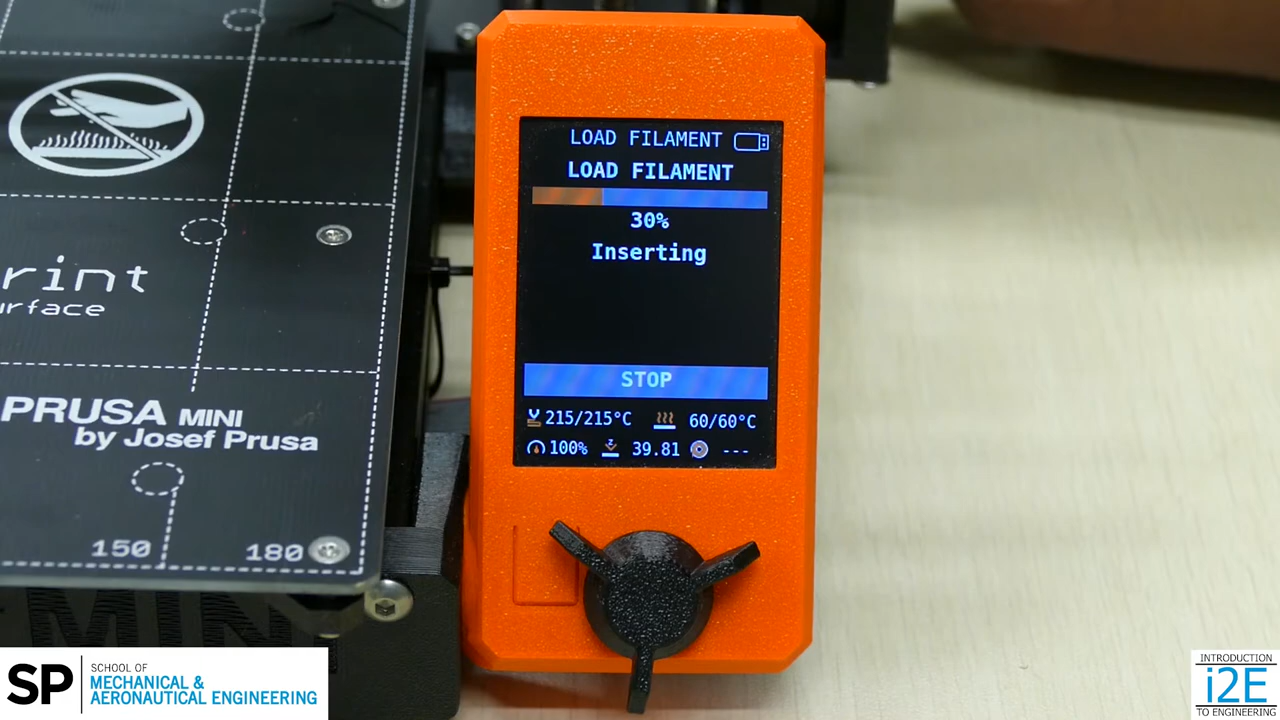 LOAD FILAMENT
LOAD FILAMENT
30%
Inserting
STOP
215/215°C 60/60°C
100% Z 39.81 ---
rint
urface
PRUSA MINI
by Josef Prusa
150 180
MINI
SP SCHOOL OF
MECHANICAL &
AERONAUTICAL ENGINEERING
INTRODUCTION
i2E
TO ENGINEERING